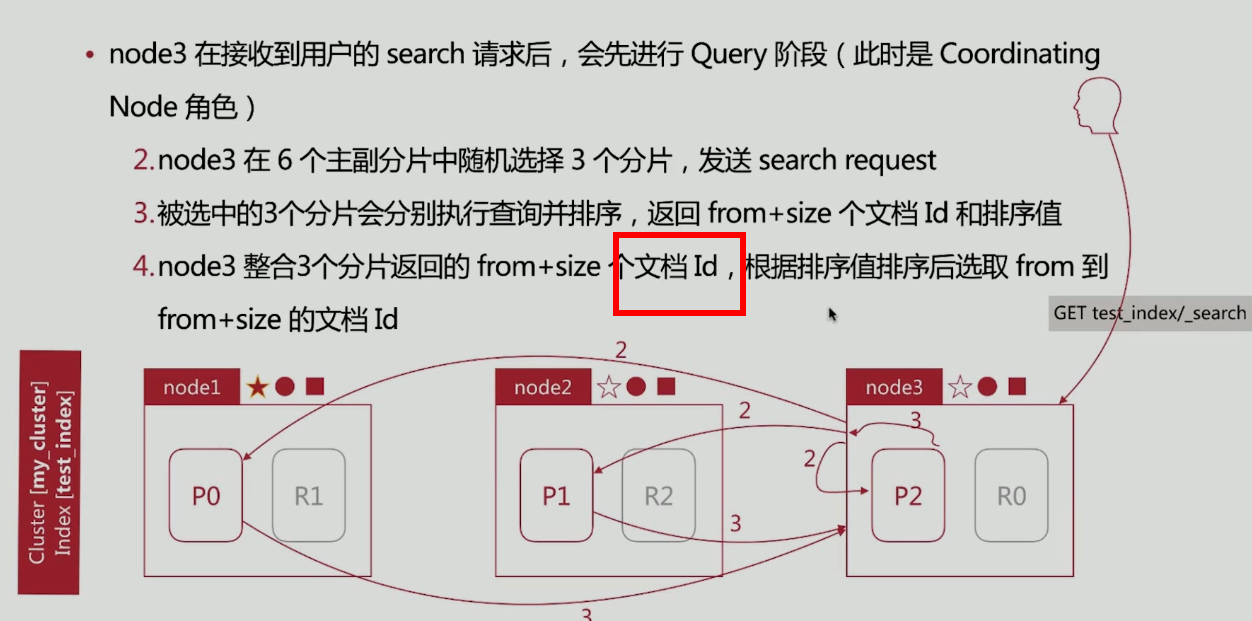 • node3 在接收到用户的 search 请求后，会先进行 Query 阶段（此时是 Coordinating
Node 角色）
2.node3 在 6 个主副分片中随机选择 3 个分片，发送 search request
3.被选中的3个分片会分别执行查询并排序，返回 from+size 个文档 Id 和排序值
4.node3 整合3个分片返回的 from+size 个文档 Id，根据排序值排序后选取 from 到
from+size 的文档 Id
GET test_index/_search
Cluster [my_cluster]
Index [test_index]
2
node1
node2
node3
2
3
2
P0
R1
P1
R2
P2
R0
3
3